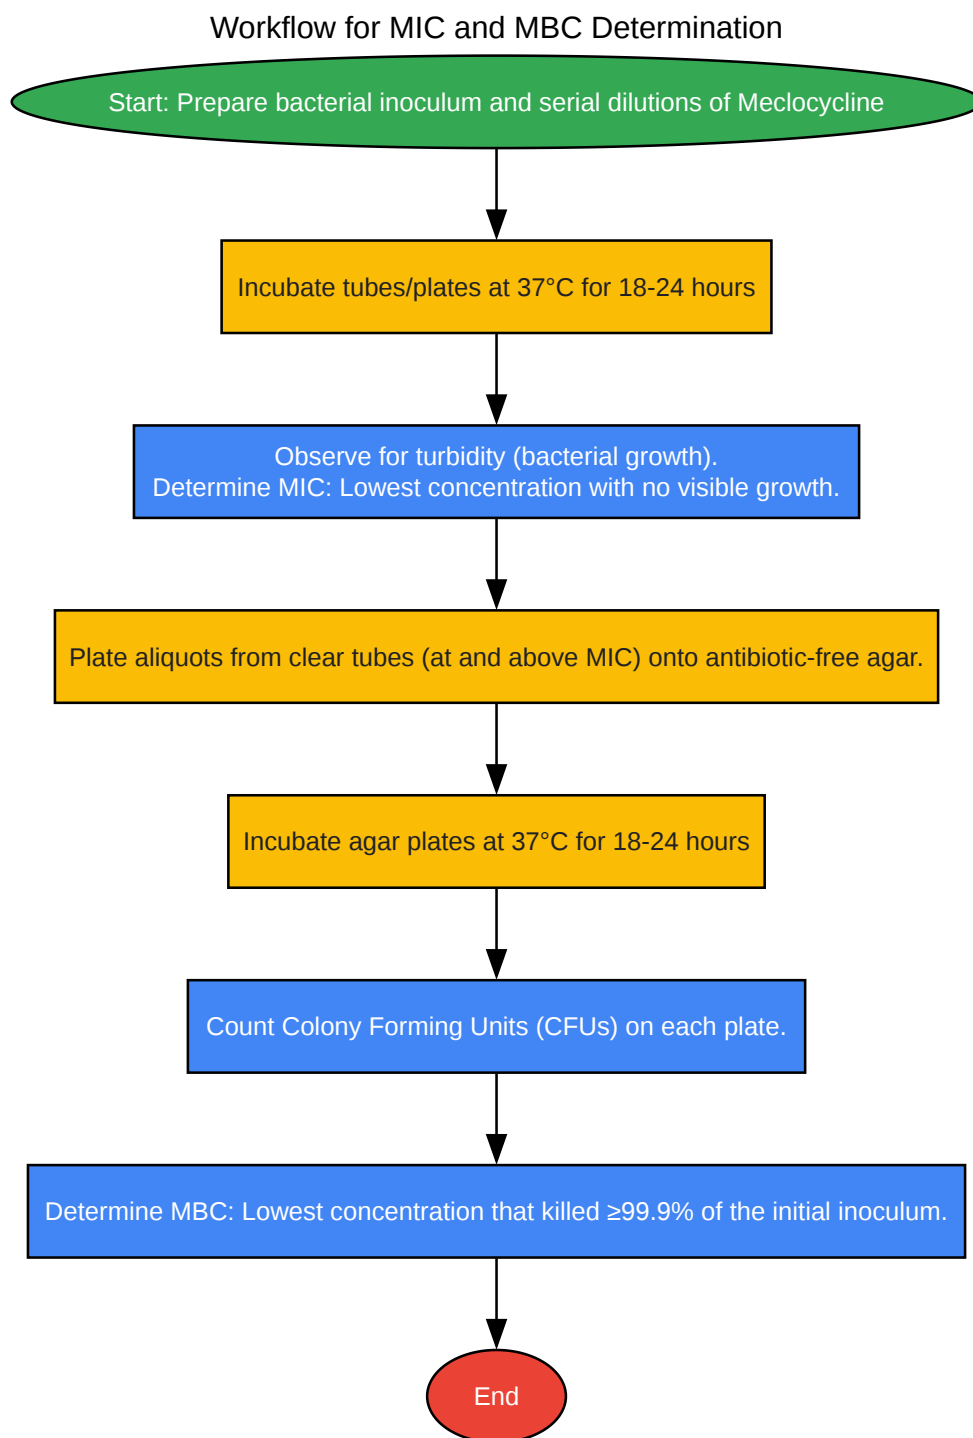 Workflow for MIC and MBC Determination
Start: Prepare bacterial inoculum and serial dilutions of Meclocycline
Incubate tubes/plates at 37°C for 18-24 hours
Observe for turbidity (bacterial growth).
Determine MIC: Lowest concentration with no visible growth.
Plate aliquots from clear tubes (at and above MIC) onto antibiotic-free agar.
Incubate agar plates at 37°C for 18-24 hours
Count Colony Forming Units (CFUs) on each plate.
Determine MBC: Lowest concentration that killed ≥99.9% of the initial inoculum.
End